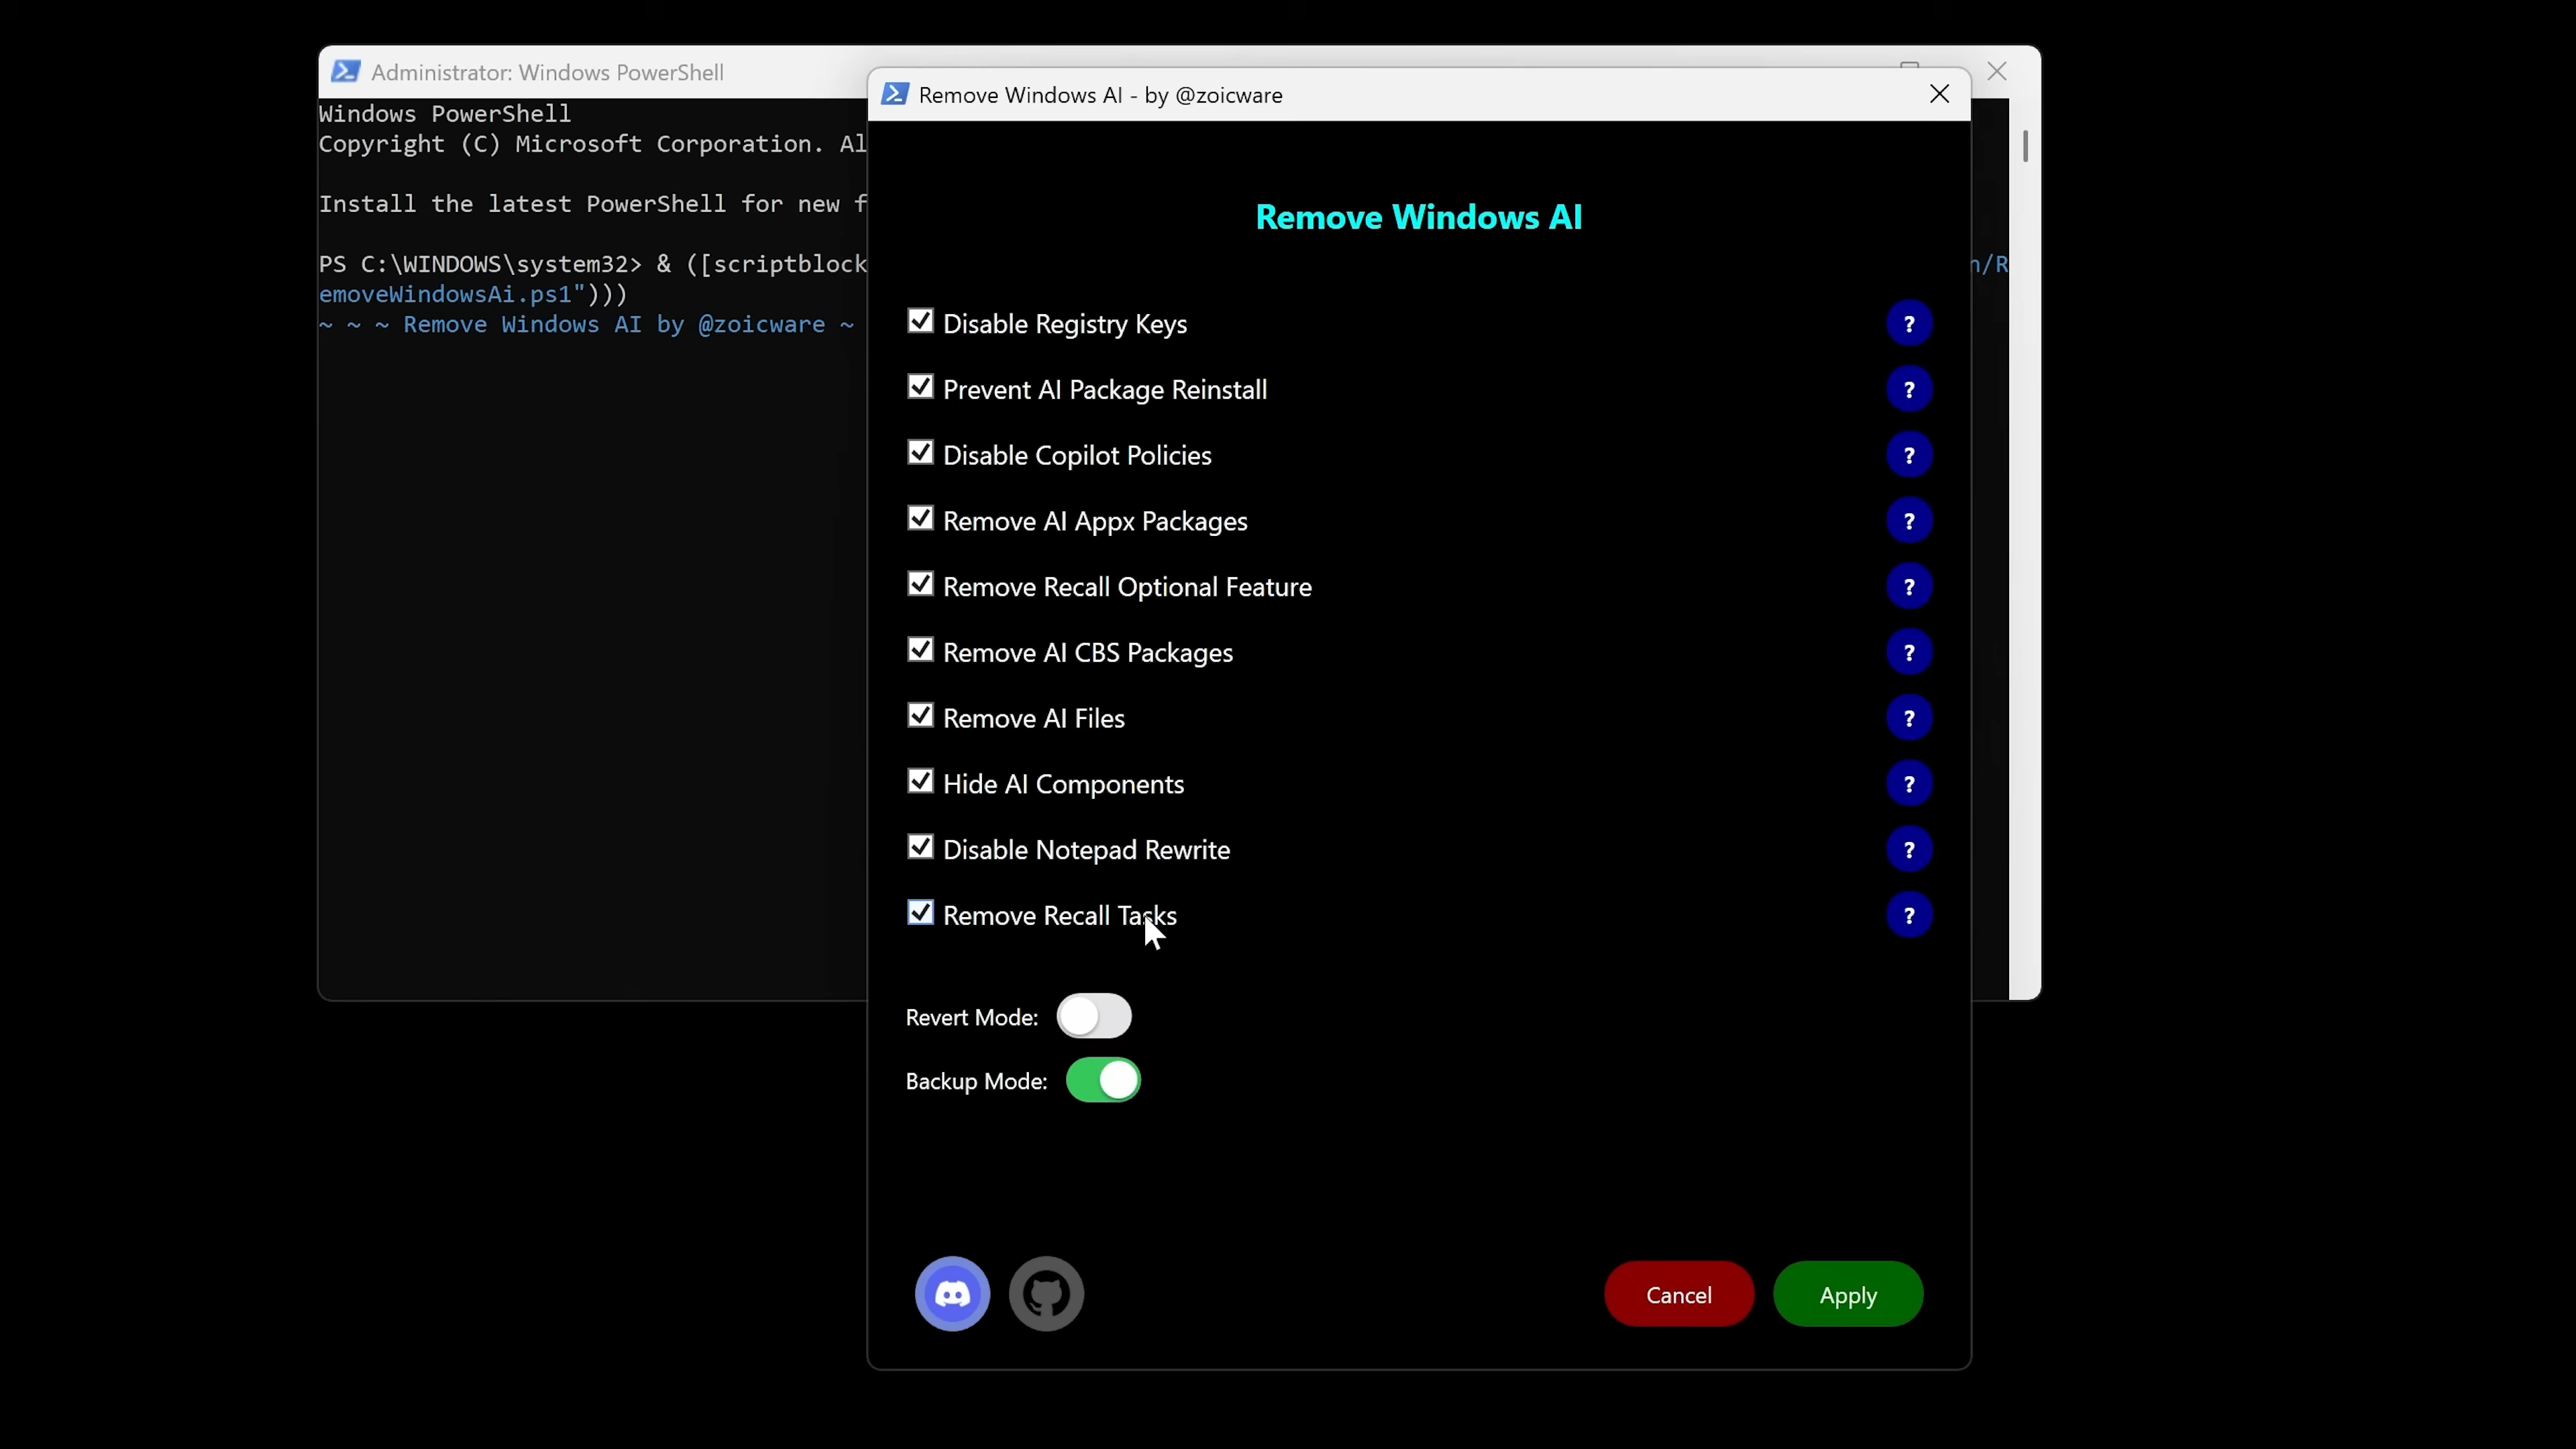 Administrator: Windows PowerShell
Windows PowerShell
Copyright (C) Microsoft Corporation. Al
Install the latest PowerShell for new f
PS C:\WINDOWS\system32> & ([scriptblock
n/R
emoveWindowsAi.ps1")))
~ ~ ~ Remove Windows AI by @zoicware ~
Remove Windows AI - by @zoicware
Remove Windows AI
Disable Registry Keys ?
Prevent AI Package Reinstall ?
Disable Copilot Policies ?
Remove AI Appx Packages ?
Remove Recall Optional Feature ?
Remove AI CBS Packages ?
Remove AI Files ?
Hide AI Components ?
Disable Notepad Rewrite ?
Remove Recall Tasks ?
Revert Mode:
Backup Mode:
Cancel Apply